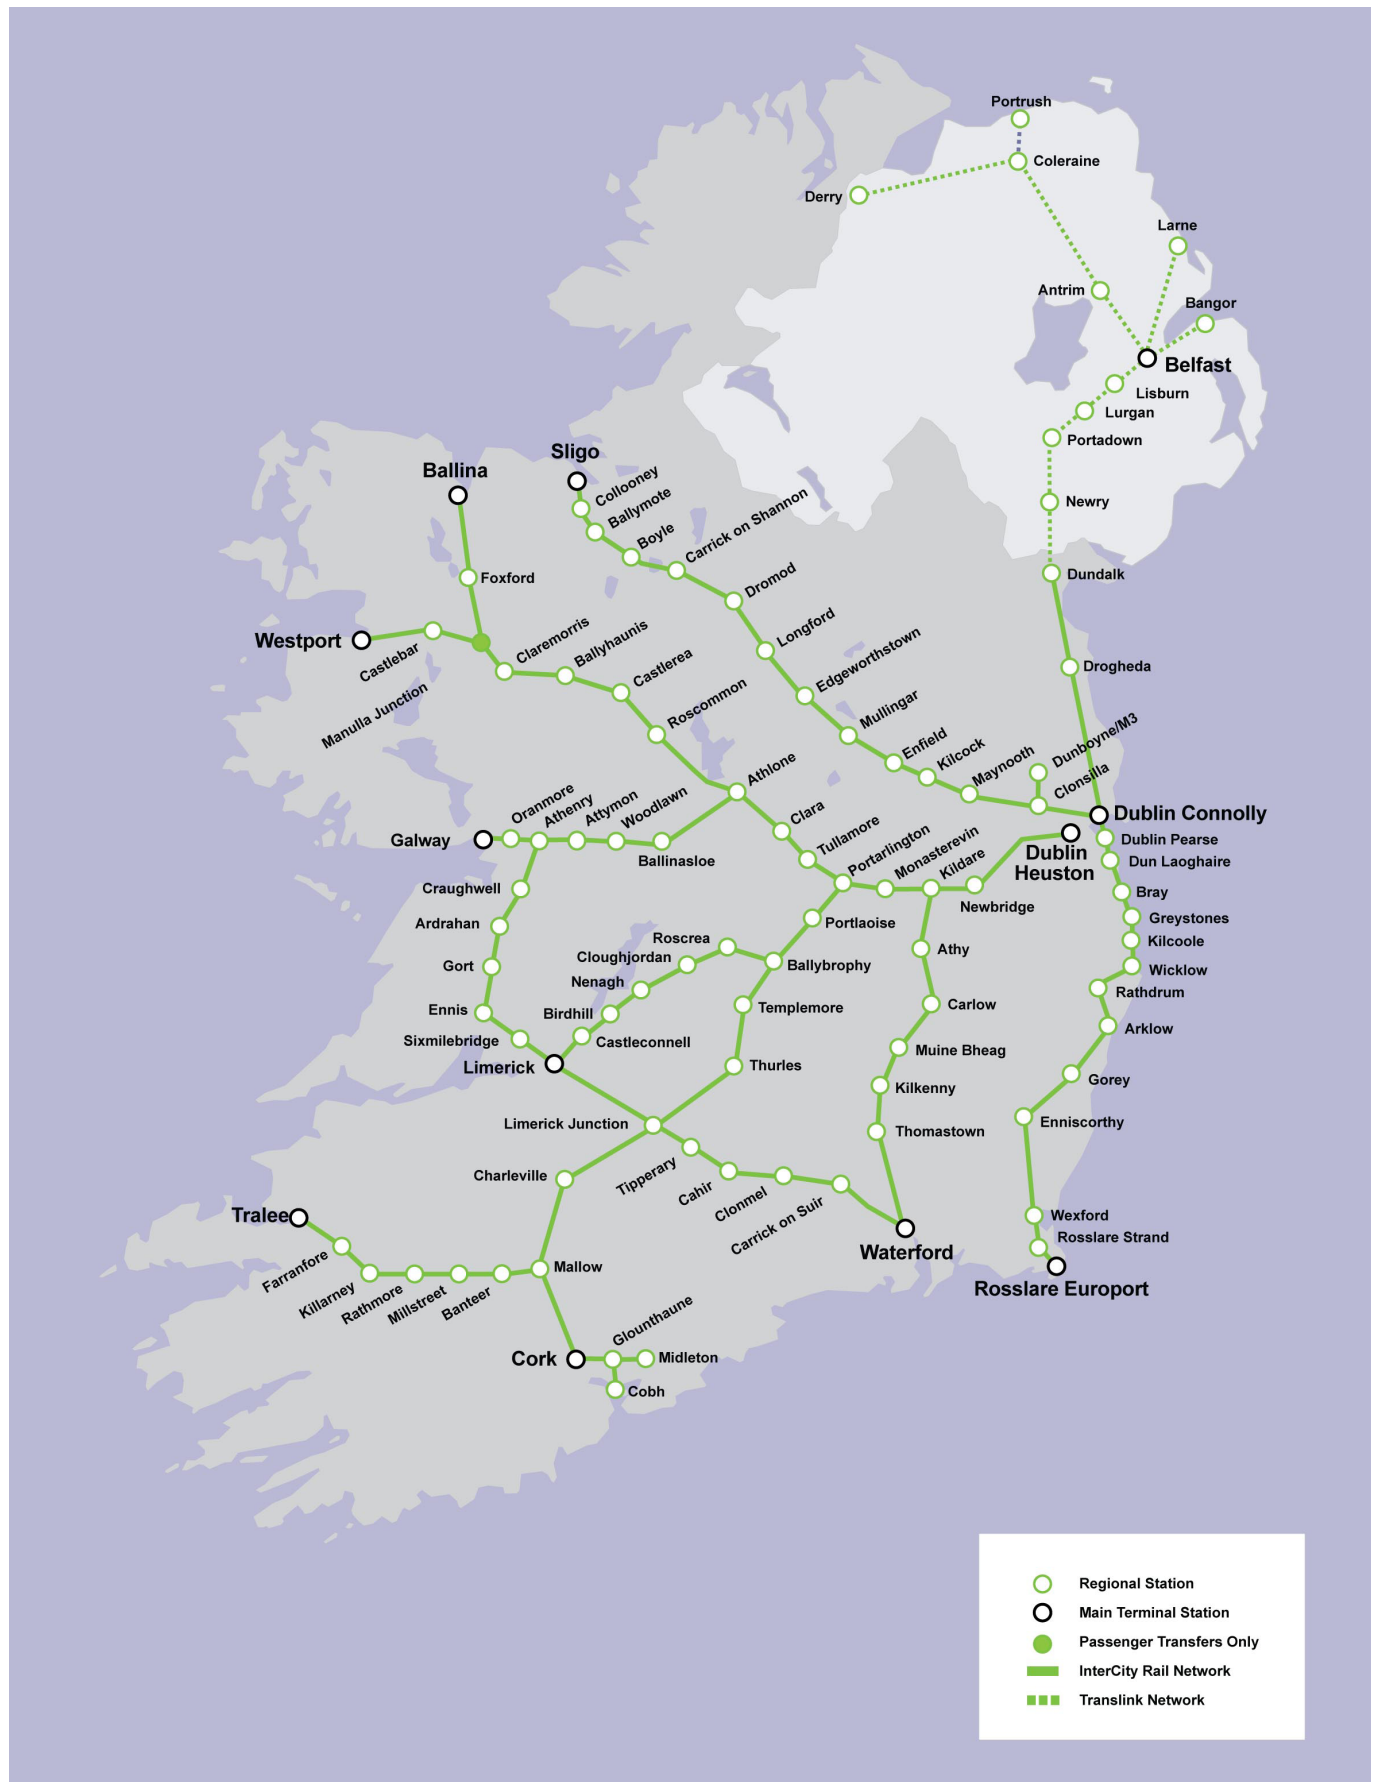 Portrush
Coleraine
Derry
Larne
Antrim
Bangor
Belfast
Lisburn
Lurgan
Portadown
Newry
Dundalk
Drogheda
Sligo
Collooney
Ballymote
Boyle
Carrick on Shannon
Dromod
Longford
Edgeworthstown
Mullingar
Enfield
Kilcock
Maynooth
Dunboyne/M3
Clonsilla
Dublin Connolly
Ballina
Foxford
Westport
Castlebar
Manulla Junction
Claremorris
Ballyhaunis
Castlerea
Roscommon
Athlone
Galway
Oranmore
Athenry
Attymon
Woodlawn
Ballinasloe
Clara
Tullamore
Portarlington
Monasterevin
Kildare
Newbridge
Dublin
Heuston
Dublin Pearse
Dun Laoghaire
Bray
Greystones
Kilcoole
Wicklow
Rathdrum
Arklow
Gorey
Enniscorthy
Wexford
Rosslare Strand
Rosslare Europort
Craughwell
Ardrahan
Gort
Ennis
Sixmilebridge
Limerick
Roscrea
Cloughjordan
Nenagh
Birdhill
Castleconnell
Portlaoise
Ballybrophy
Templemore
Thurles
Athy
Carlow
Muine Bheag
Kilkenny
Thomastown
Waterford
Limerick Junction
Tipperary
Cahir
Clonmel
Carrick on Suir
Charleville
Mallow
Tralee
Farranfore
Killarney
Rathmore
Millstreet
Banteer
Cork
Glounthaune
Midleton
Cobh
Regional Station
Main Terminal Station
Passenger Transfers Only
InterCity Rail Network
Translink Network